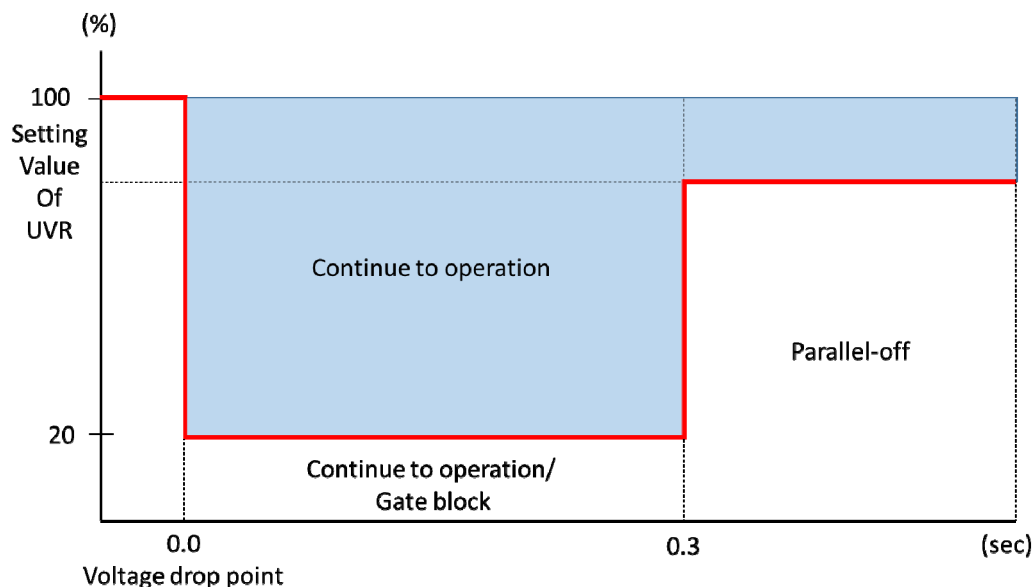 (%)
100
Setting
Value
Of
UVR
Continue to operation
Parallel-off
20
Continue to operation/
Gate block
0.0
0.3
(sec)
Voltage drop point